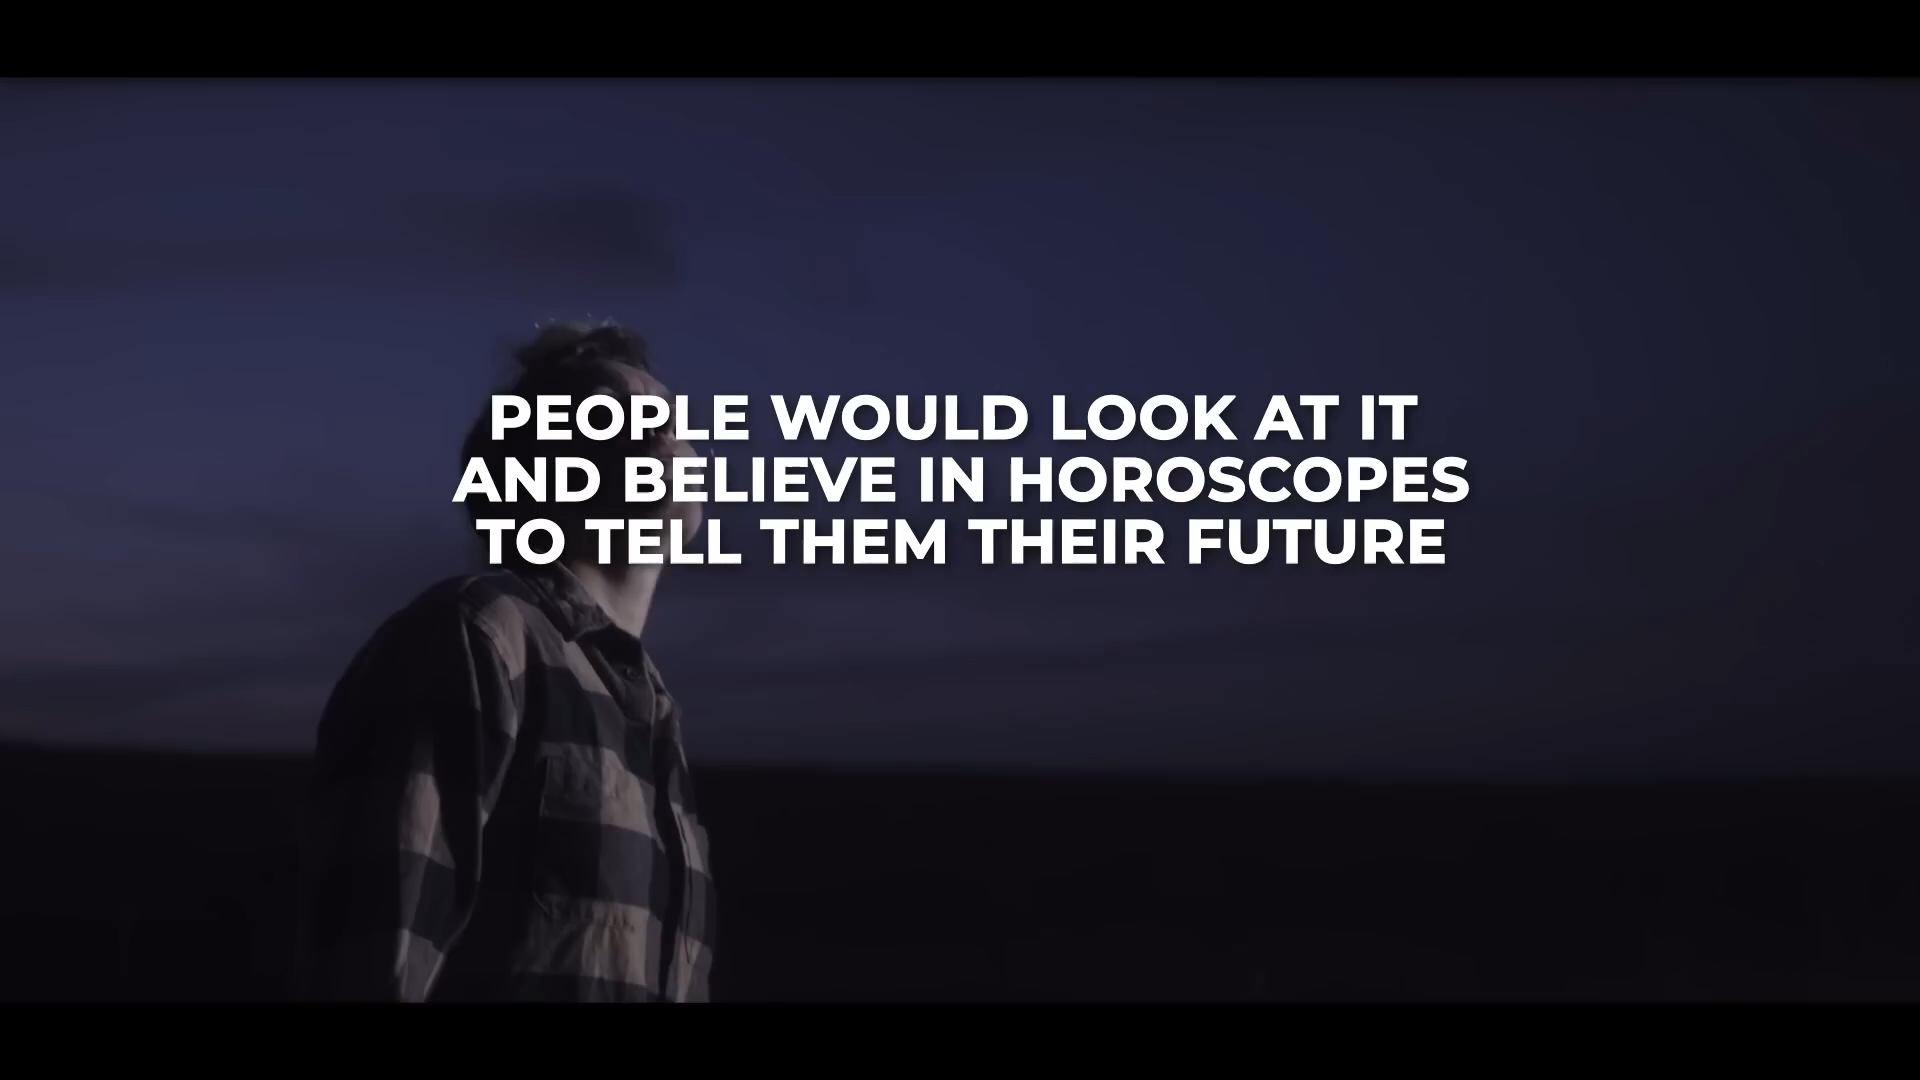 PEOPLE WOULD LOOK AT IT
AND BELIEVE IN HOROSCOPES
TO TELL THEM THEIR FUTURE